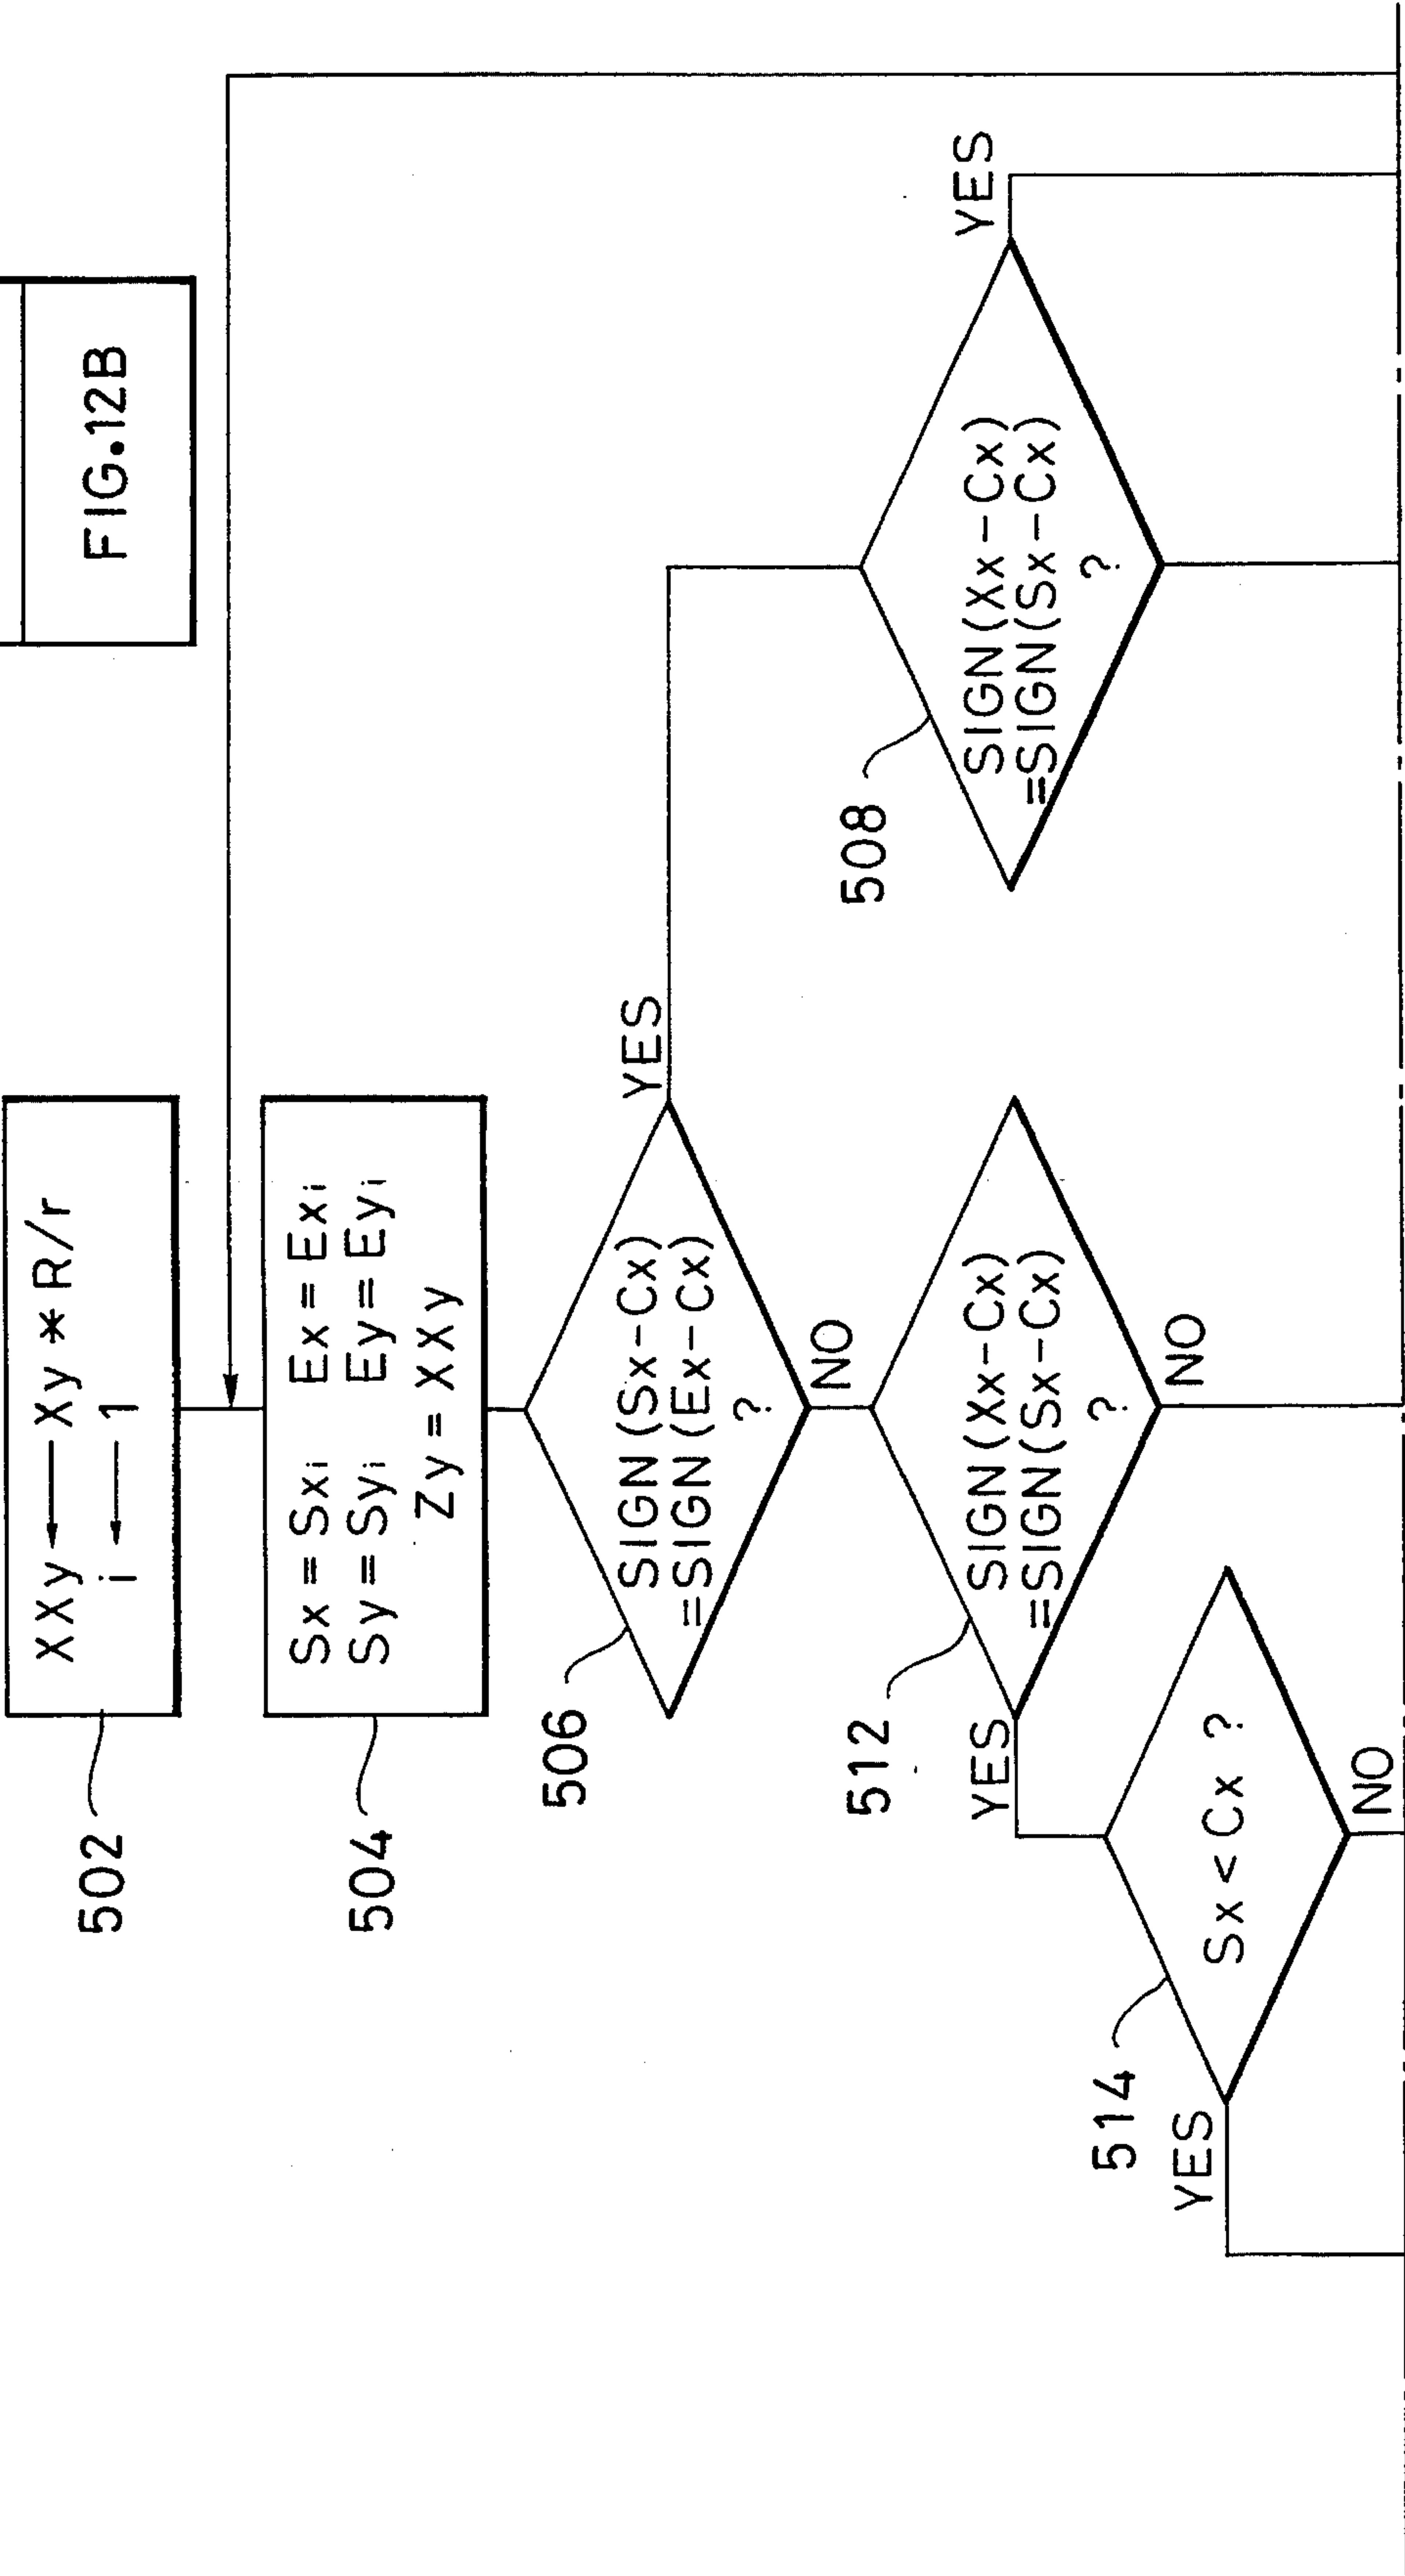 FIG.12B
502
XXy ← Xy * R/r
i ← 1
504
Sx = Sxi Ex = Exi
Sy = Syi Ey = Eyi
Zy = XXy
506
SIGN (Sx-Cx)
=SIGN (Ex-Cx)
?
YES
NO
508
SIGN (Xx-Cx)
=SIGN (Sx-Cx)
?
YES
512
SIGN (Xx-Cx)
=SIGN (Sx-Cx)
?
YES
NO
514
Sx < Cx ?
YES
NO